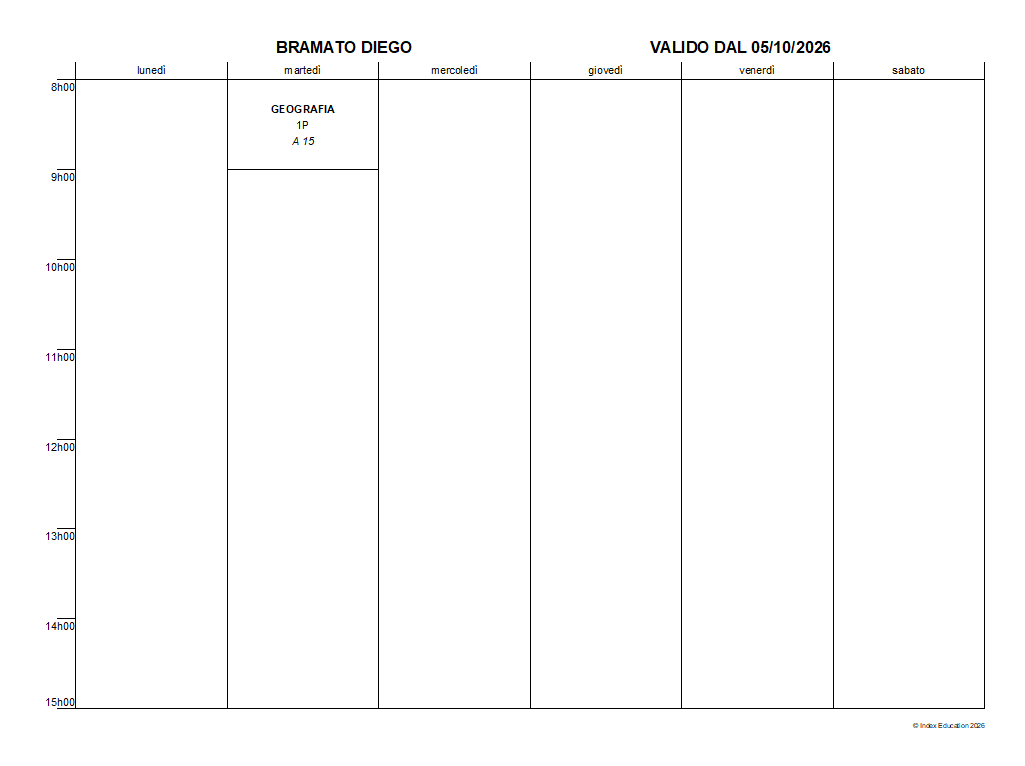 BRAMATO DIEGO VALIDO DAL 05/10/2026
lunedì martedì mercoledì giovedì venerdì sabato
8h00
GEOGRAFIA
1P
A 15
9h00
10h00
11h00
12h00
13h00
14h00
15h00
© Index Education 2026